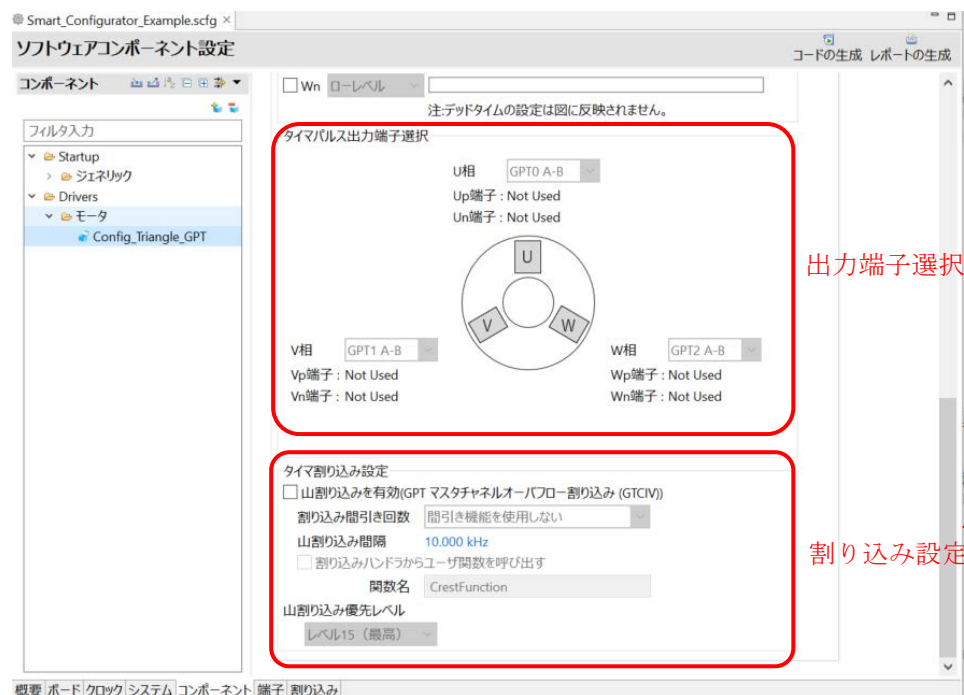 Smart_Configurator_Example.scfg ×
ソフトウェアコンポーネント設定
コードの生成 レポートの生成
コンポーネント
フィルタ入力
Startup
ジェネリック
Drivers
モータ
Config_Triangle_GPT
Wn ローレベル
注:デッドタイムの設定は図に反映されません。
タイマパルス出力端子選択
U相 GPT0 A-B
Up端子 : Not Used
Un端子 : Not Used
U
V
W
出力端子選択
V相 GPT1 A-B
Vp端子 : Not Used
Vn端子 : Not Used
W相 GPT2 A-B
Wp端子 : Not Used
Wn端子 : Not Used
タイマ割り込み設定
山割り込みを有効(GPT マスタチャネルオーバフロー割り込み (GTCIV))
割り込み間引き回数 間引き機能を使用しない
山割り込み間隔 10.000 kHz
割り込みハンドラからユーザ関数を呼び出す
関数名 CrestFunction
山割り込み優先レベル
レベル15（最高）
割り込み設定
概要 ボード クロック システム コンポーネント 端子 割り込み